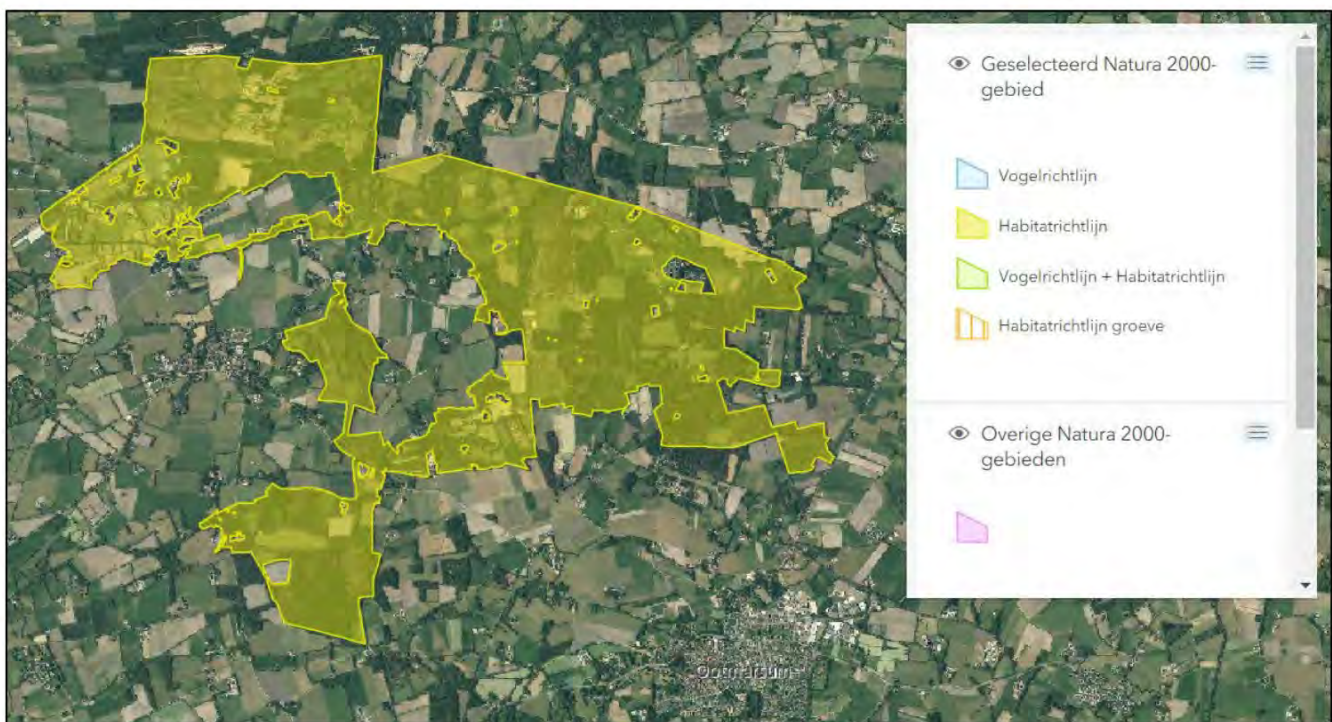 Geselecteerd Natura 2000-
gebied
Vogelrichtlijn
Habitatrichtlijn
Vogelrichtlijn + Habitatrichtlijn
Habitatrichtlijn groeve
Overige Natura 2000-
gebieden
Ootmarsum